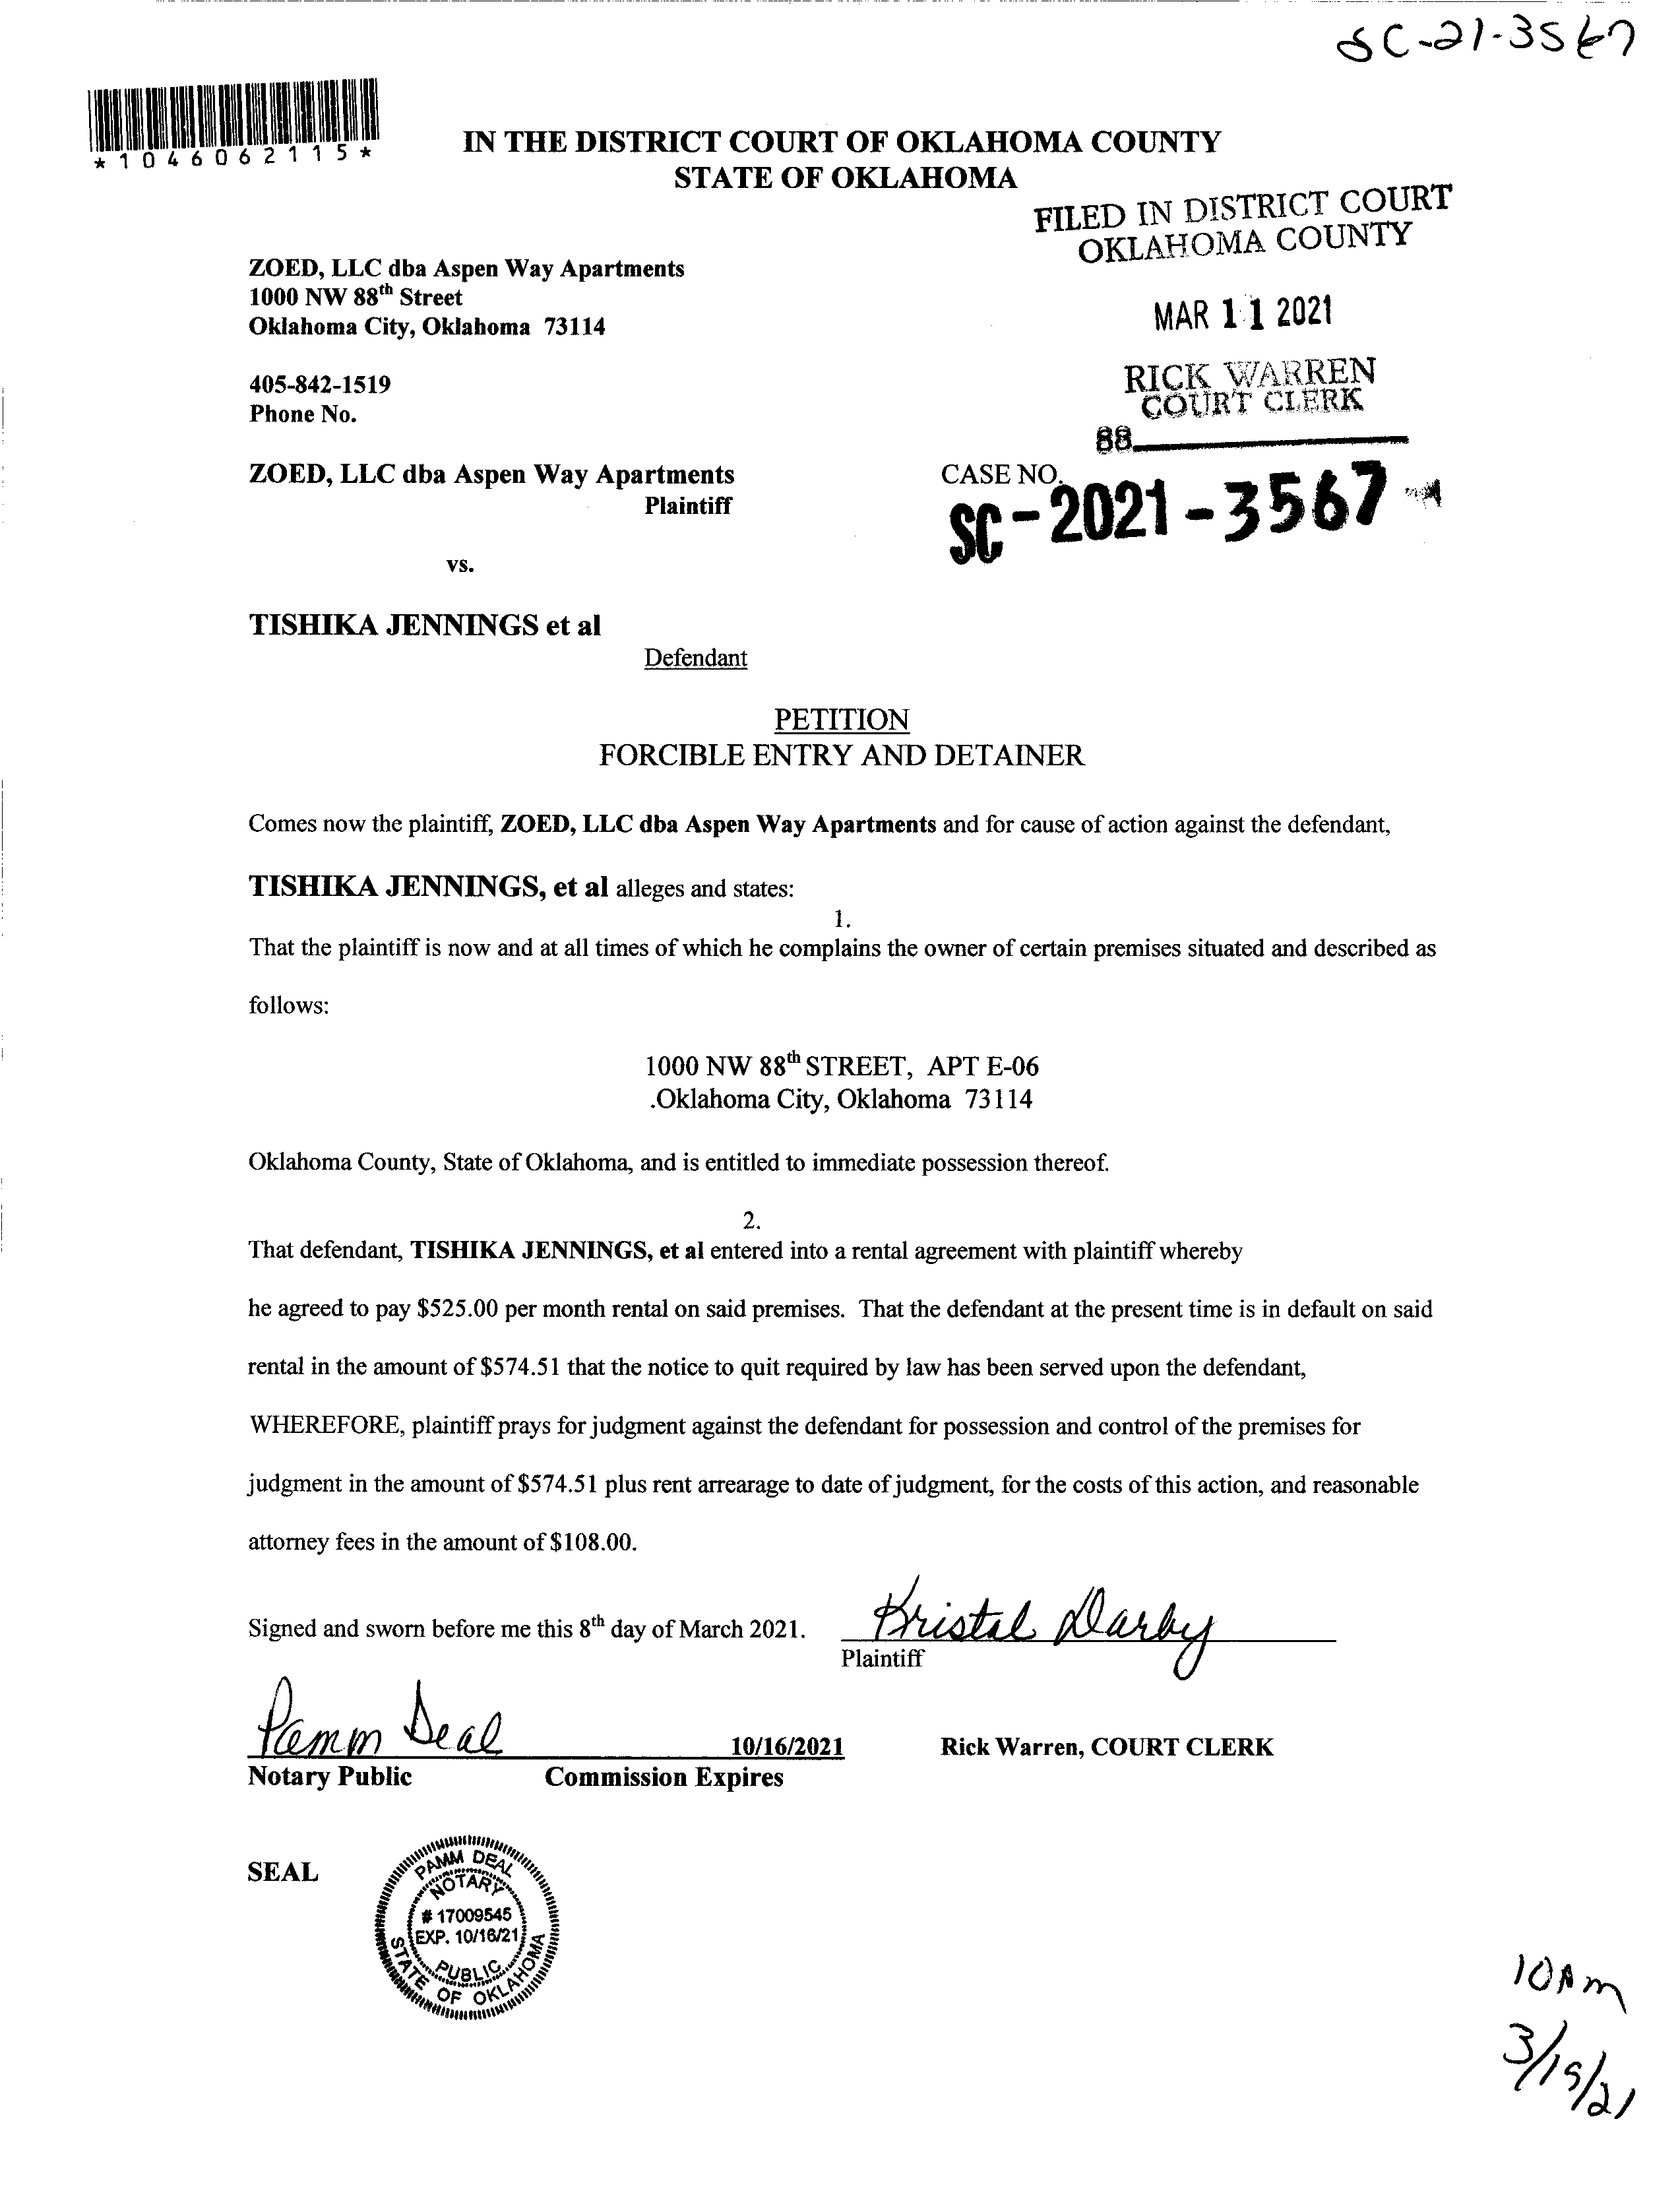 SC-21-3567
*1046062115*
IN THE DISTRICT COURT OF OKLAHOMA COUNTY
STATE OF OKLAHOMA
FILED IN DISTRICT COURT
OKLAHOMA COUNTY
ZOED, LLC dba Aspen Way Apartments
1000 NW 88th Street
Oklahoma City, Oklahoma 73114
MAR 11 2021
405-842-1519
Phone No.
RICK WARREN
COURT CLERK
88
ZOED, LLC dba Aspen Way Apartments
Plaintiff
CASE NO.
SC-2021-3567
vs.
TISHIKA JENNINGS et al
Defendant
PETITION
FORCIBLE ENTRY AND DETAINER
Comes now the plaintiff, ZOED, LLC dba Aspen Way Apartments and for cause of action against the defendant,
TISHIKA JENNINGS, et al alleges and states:
1.
That the plaintiff is now and at all times of which he complains the owner of certain premises situated and described as
follows:
1000 NW 88th STREET, APT E-06
.Oklahoma City, Oklahoma 73114
Oklahoma County, State of Oklahoma, and is entitled to immediate possession thereof.
2.
That defendant, TISHIKA JENNINGS, et al entered into a rental agreement with plaintiff whereby
he agreed to pay $525.00 per month rental on said premises. That the defendant at the present time is in default on said
rental in the amount of $574.51 that the notice to quit required by law has been served upon the defendant,
WHEREFORE, plaintiff prays for judgment against the defendant for possession and control of the premises for
judgment in the amount of $574.51 plus rent arrearage to date of judgment, for the costs of this action, and reasonable
attorney fees in the amount of $108.00.
Signed and sworn before me this 8th day of March 2021.
Kristal Darby
Plaintiff
Pamm Deal
10/16/2021
Rick Warren, COURT CLERK
Notary Public
Commission Expires
SEAL
PAMM DEAL
NOTARY
# 17009545
EXP. 10/16/21
PUBLIC
STATE OF OKLAHOMA
10Am
3/19/21